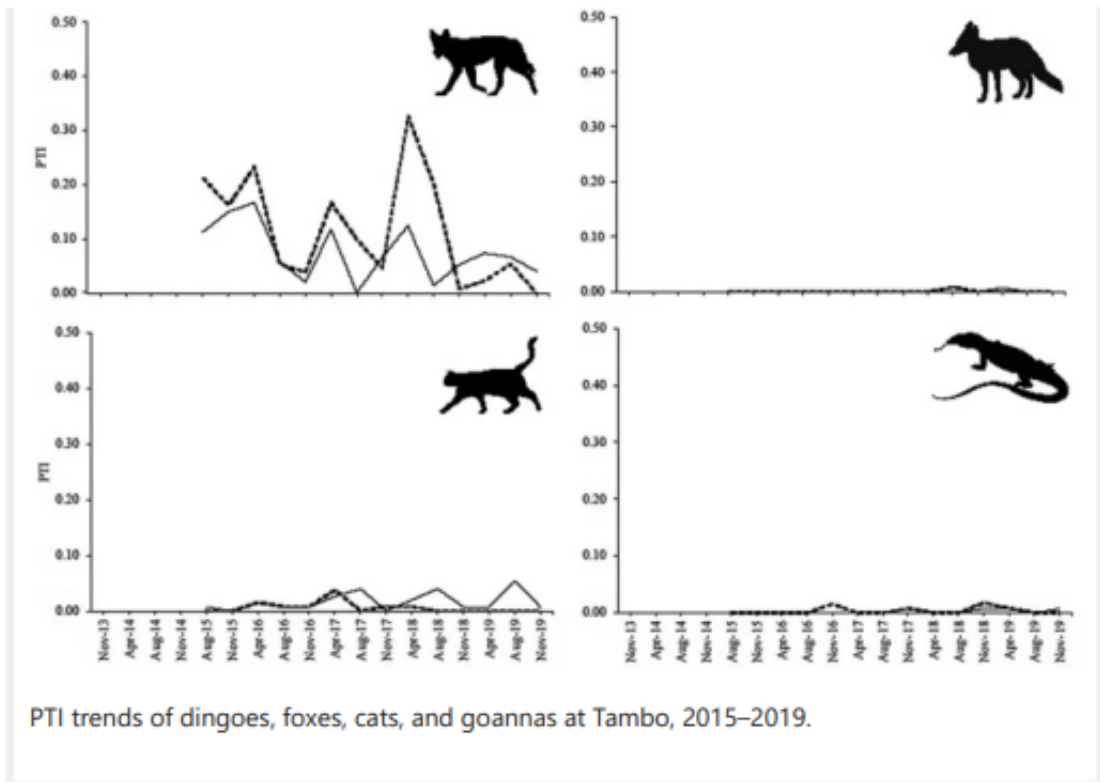 0.50
0.40
0.30
0.20
0.10
0.00
PTI
0.50
0.40
0.30
0.20
0.10
0.00
0.50
0.40
0.30
0.20
0.10
0.00
PTI
Nov-13
Apr-14
Aug-14
Nov-14
Aug-15
Nov-15
Apr-16
Aug-16
Nov-16
Apr-17
Aug-17
Nov-17
Apr-18
Aug-18
Nov-18
Apr-19
Aug-19
Nov-19
0.50
0.40
0.30
0.20
0.10
0.00
Nov-13
Apr-14
Aug-14
Nov-14
Aug-15
Nov-15
Apr-16
Aug-16
Nov-16
Apr-17
Aug-17
Nov-17
Apr-18
Aug-18
Nov-18
Apr-19
Aug-19
Nov-19
PTI trends of dingoes, foxes, cats, and goannas at Tambo, 2015–2019.